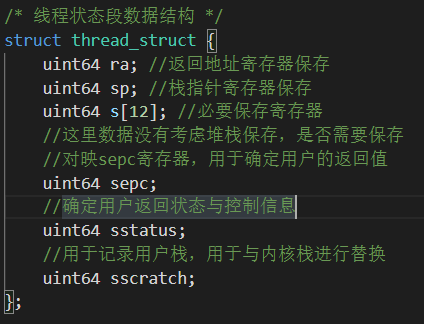 /* 线程状态段数据结构 */
struct thread_struct {
uint64 ra; //返回地址寄存器保存
uint64 sp; //栈指针寄存器保存
uint64 s[12]; //必要保存寄存器
//这里数据没有考虑堆栈保存，是否需要保存
//对映sepc寄存器，用于确定用户的返回值
uint64 sepc;
//确定用户返回状态与控制信息
uint64 sstatus;
//用于记录用户栈，用于与内核栈进行替换
uint64 sscratch;
};